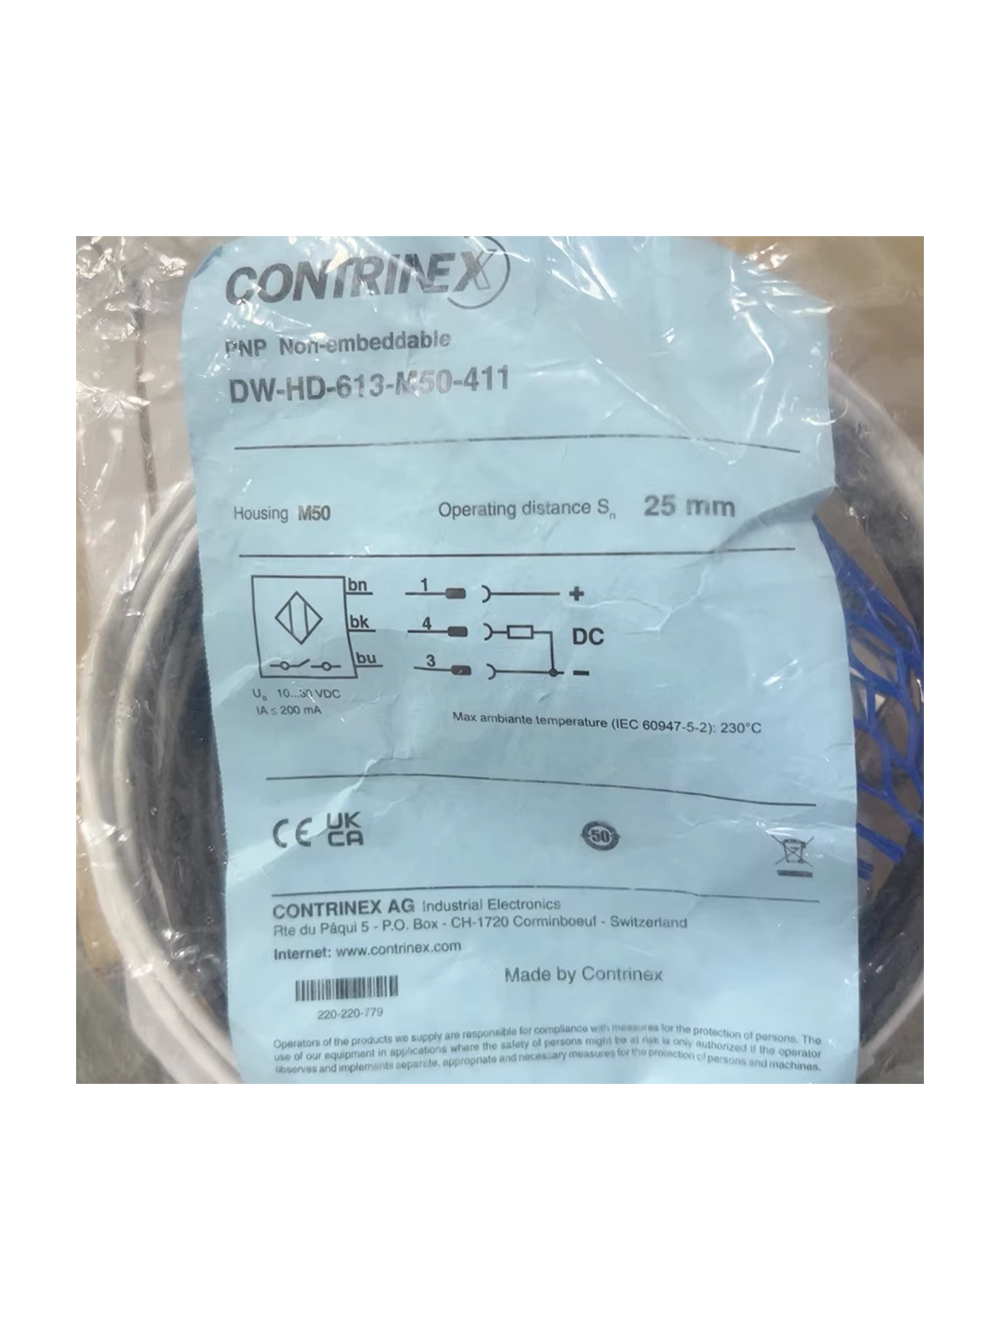 CONTRINEX
PNP Non-embeddable
DW-HD-613-M50-411
Housing M50 Operating distance Sn 25 mm
bn 1 +
bk 4 DC
bu 3 −
UB 10...30 VDC
IA ≤ 200 mA
Max ambiante temperature (IEC 60947-5-2): 230°C
CE UK CA
50
CONTRINEX AG Industrial Electronics
Rte du Pâqui 5 - P.O. Box - CH-1720 Corminboeuf - Switzerland
Internet: www.contrinex.com
Made by Contrinex
220-220-779
Operators of the products we supply are responsible for compliance with measures for the protection of persons. The
use of our equipment in applications where the safety of persons might be at risk is only authorized if the operator
observes and implements separate, appropriate and necessary measures for the protection of persons and machines.